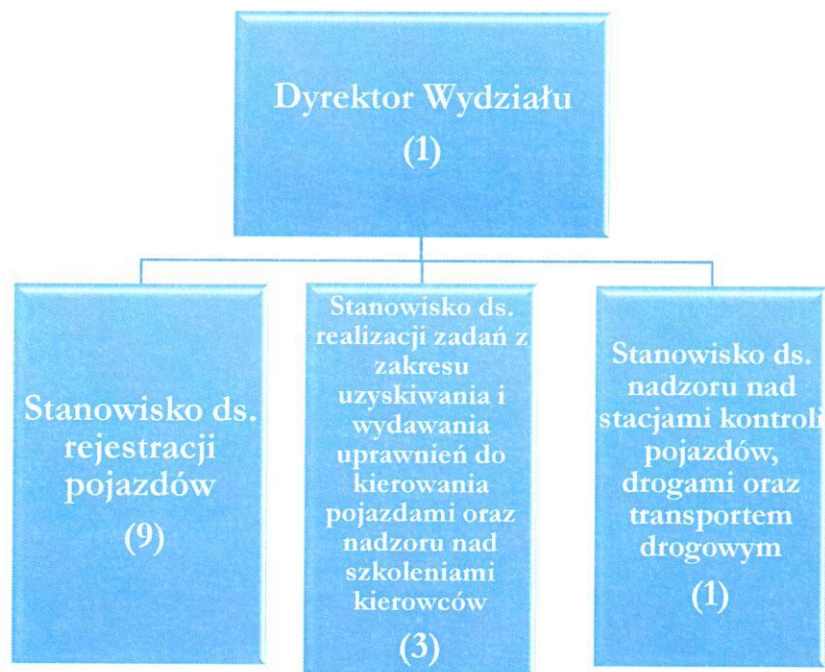 Dyrektor Wydziału
(1)
Stanowisko ds.
rejestracji
pojazdów
(9)
Stanowisko ds.
realizacji zadań z
zakresu
uzyskiwania i
wydawania
uprawnień do
kierowania
pojazdami oraz
nadzoru nad
szkoleniami
kierowców
(3)
Stanowisko ds.
nadzoru nad
stacjami kontroli
pojazdów,
drogami oraz
transportem
drogowym
(1)